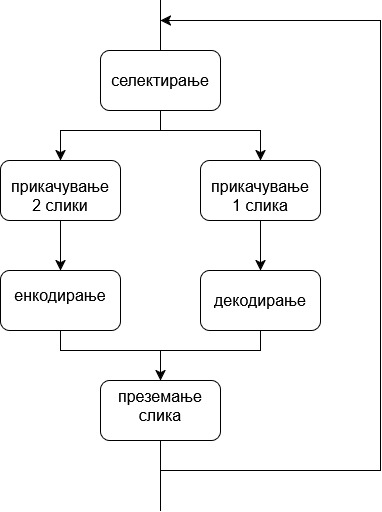 селектирање
прикачување
2 слики
прикачување
1 слика
енкодирање
декодирање
преземање
слика